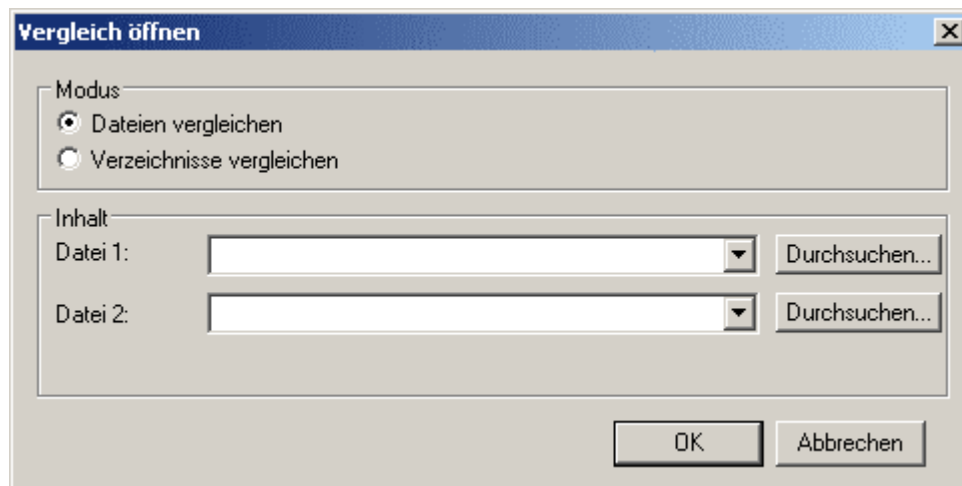 Vergleich öffnen
Modus
Dateien vergleichen
Verzeichnisse vergleichen
Inhalt
Datei 1:
Durchsuchen...
Datei 2:
Durchsuchen...
OK
Abbrechen